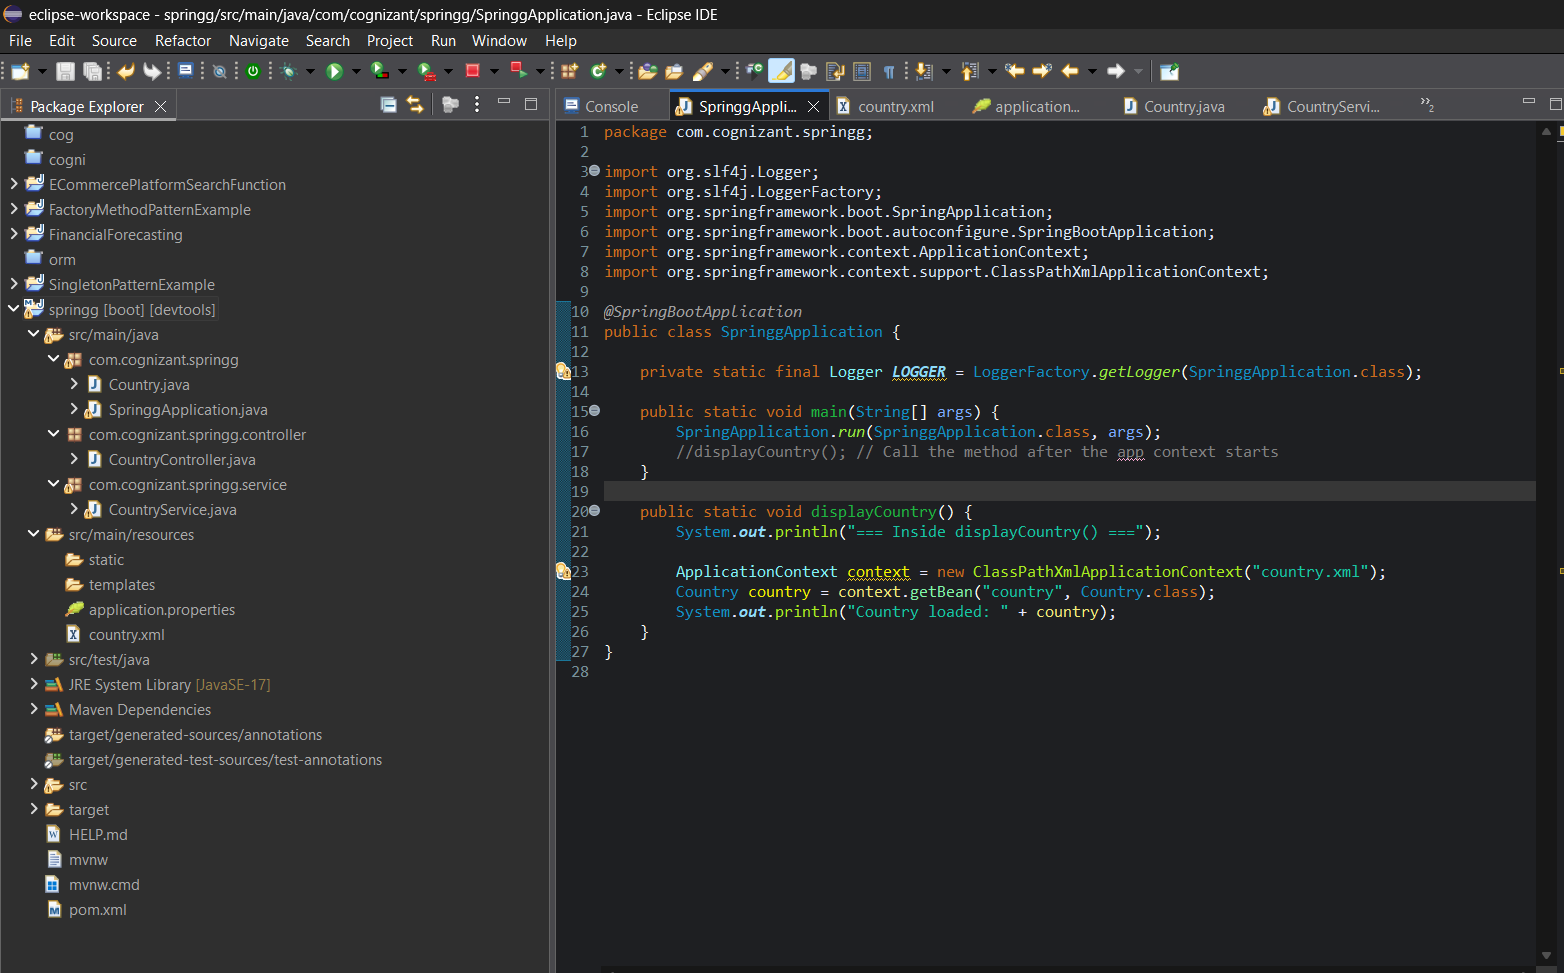 eclipse-workspace - springg/src/main/java/com/cognizant/springg/SpringgApplication.java - Eclipse IDE
File Edit Source Refactor Navigate Search Project Run Window Help
Package Explorer
cog
cogni
ECommercePlatformSearchFunction
FactoryMethodPatternExample
FinancialForecasting
orm
SingletonPatternExample
springg [boot] [devtools]
src/main/java
com.cognizant.springg
Country.java
SpringgApplication.java
com.cognizant.springg.controller
CountryController.java
com.cognizant.springg.service
CountryService.java
src/main/resources
static
templates
application.properties
country.xml
src/test/java
JRE System Library [JavaSE-17]
Maven Dependencies
target/generated-sources/annotations
target/generated-test-sources/test-annotations
src
target
HELP.md
mvnw
mvnw.cmd
pom.xml
Console SpringgAppli... country.xml application... Country.java CountryServi... »2
1 package com.cognizant.springg;
2
3 import org.slf4j.Logger;
4 import org.slf4j.LoggerFactory;
5 import org.springframework.boot.SpringApplication;
6 import org.springframework.boot.autoconfigure.SpringBootApplication;
7 import org.springframework.context.ApplicationContext;
8 import org.springframework.context.support.ClassPathXmlApplicationContext;
9
10 @SpringBootApplication
11 public class SpringgApplication {
12
13     private static final Logger LOGGER = LoggerFactory.getLogger(SpringgApplication.class);
14
15     public static void main(String[] args) {
16         SpringApplication.run(SpringgApplication.class, args);
17         //displayCountry(); // Call the method after the app context starts
18     }
19
20     public static void displayCountry() {
21         System.out.println("=== Inside displayCountry() ===");
22
23         ApplicationContext context = new ClassPathXmlApplicationContext("country.xml");
24         Country country = context.getBean("country", Country.class);
25         System.out.println("Country loaded: " + country);
26     }
27 }
28